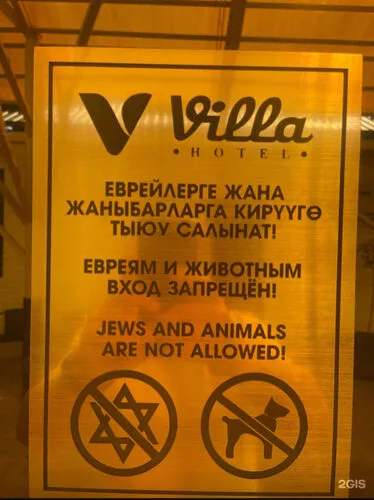 V Villa
• HOTEL •
ЕВРЕЙЛЕРГЕ ЖАНА
ЖАНЫБАРЛАРГА КИРҮҮГӨ
ТЫЮУ САЛЫНАТ!
ЕВРЕЯМ И ЖИВОТНЫМ
ВХОД ЗАПРЕЩЁН!
JEWS AND ANIMALS
ARE NOT ALLOWED!
2GIS